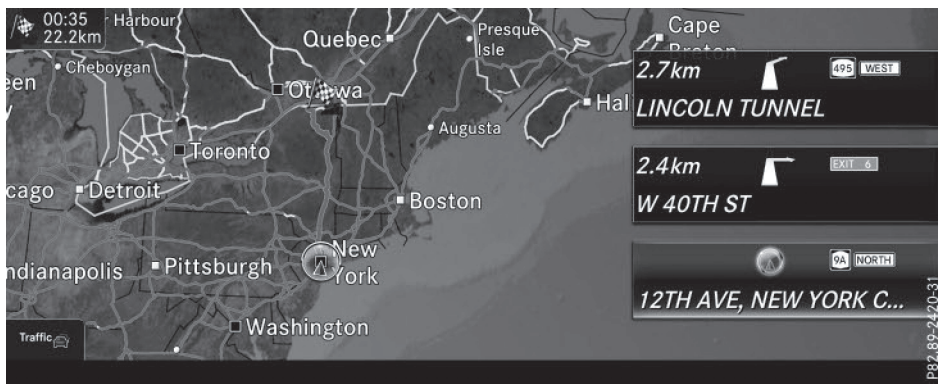 00:35
22.2km
Harbour
Quebec
Presque
Isle
Cape
Breton
Cheboygan
Ottawa
Hal
Augusta
Toronto
cago
Detroit
Boston
New
York
ndianapolis
Pittsburgh
Washington
Traffic
2.7km
495 WEST
LINCOLN TUNNEL
2.4km
EXIT 6
W 40TH ST
9A NORTH
12TH AVE, NEW YORK C...
P82.89-2420-31